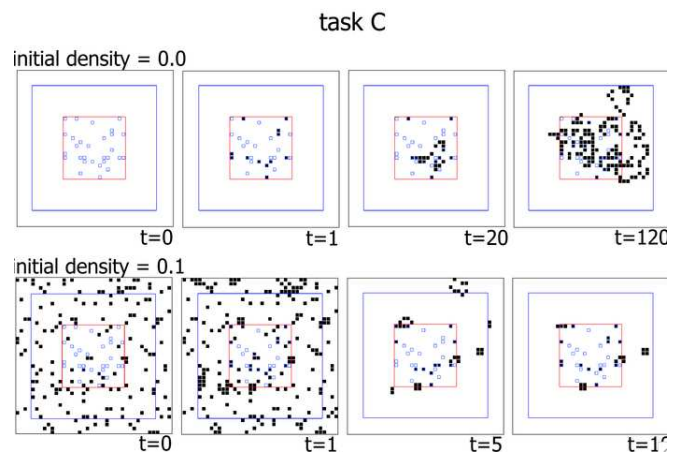 task C
initial density = 0.0
t=0
t=1
t=20
t=120
initial density = 0.1
t=0
t=1
t=5